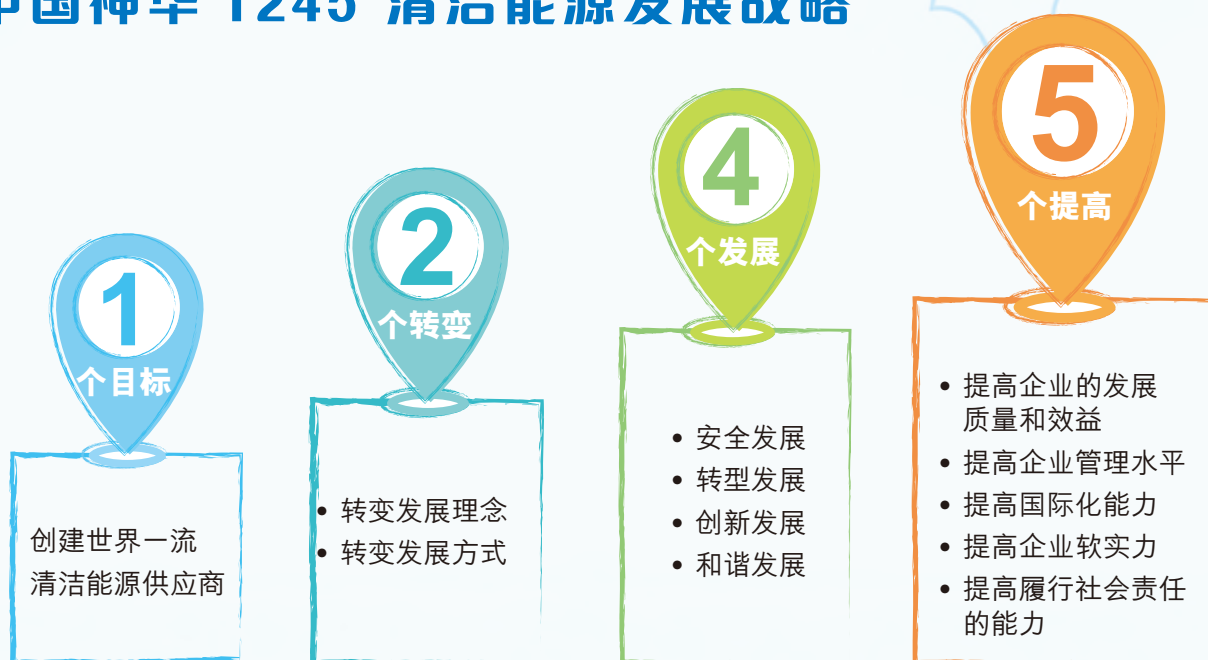 中国神华 1245 清洁能源发展战略
1
个目标
创建世界一流
清洁能源供应商
2
个转变
• 转变发展理念
• 转变发展方式
4
个发展
• 安全发展
• 转型发展
• 创新发展
• 和谐发展
5
个提高
• 提高企业的发展
质量和效益
• 提高企业管理水平
• 提高国际化能力
• 提高企业软实力
• 提高履行社会责任
的能力